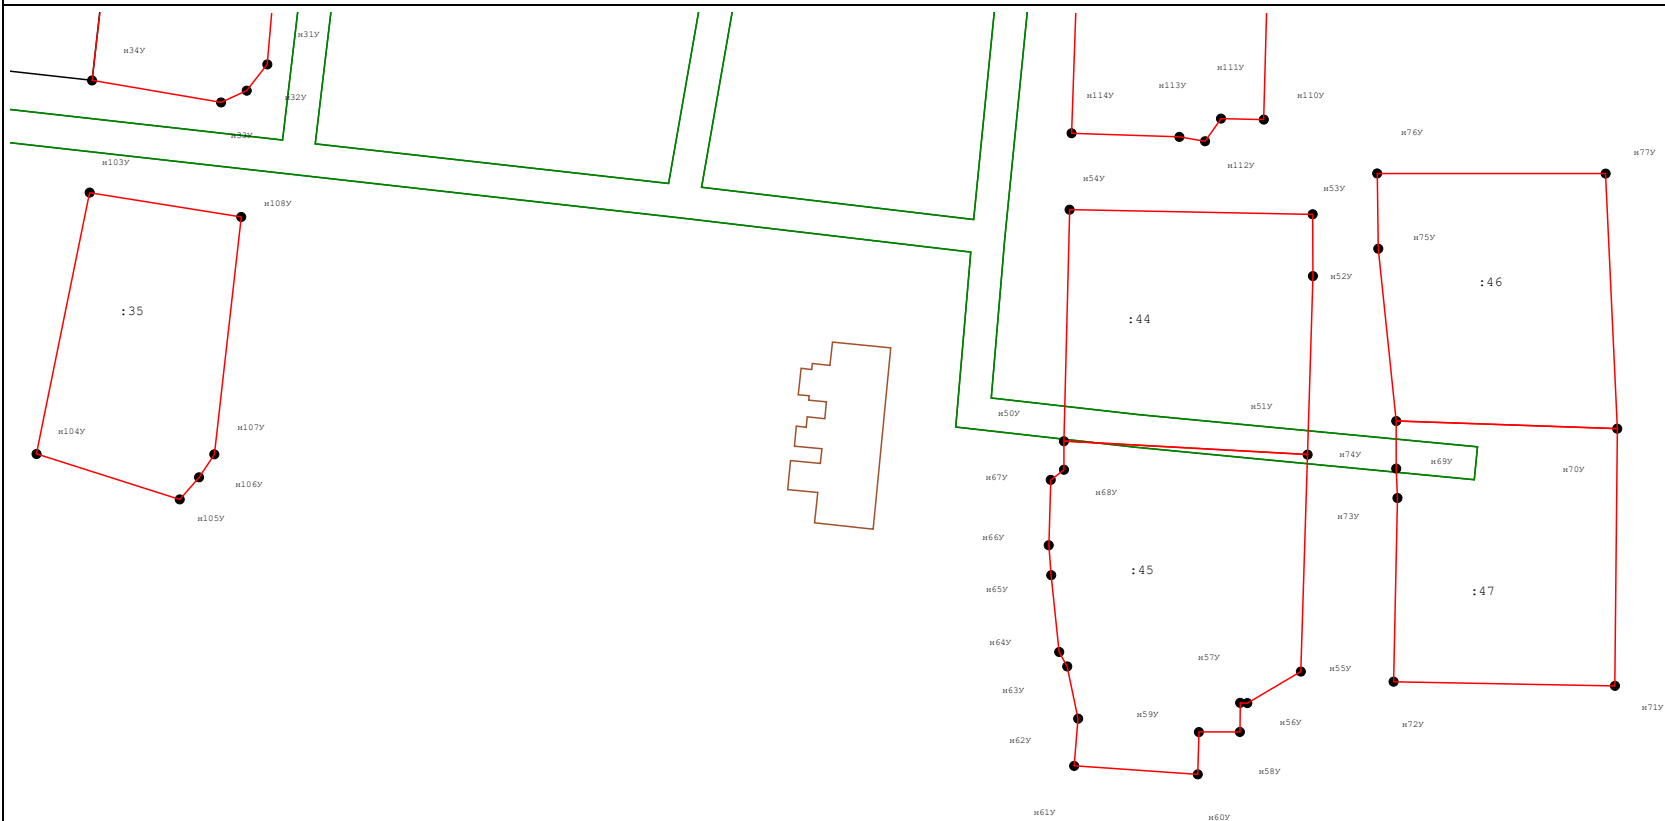 н31У
н34У
н111У
н113У
н114У
н32У
н110У
н33У
н76У
н77У
н103У
н112У
н54У
н53У
н108У
н75У
н52У
:46
:35
:44
н51У
н50У
н107У
н104У
н74У
н69У
н70У
н67У
н106У
н68У
н105У
н73У
н66У
:45
н65У
:47
н64У
н57У
н55У
н63У
н71У
н59У
н56У
н72У
н62У
н58У
н61У
н60У